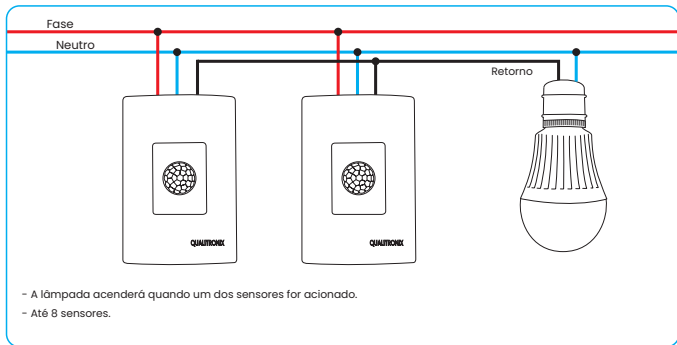 Fase
Neutro
Retorno
QUALITRONIX
QUALITRONIX
- A lâmpada acenderá quando um dos sensores for acionado.
- Até 8 sensores.